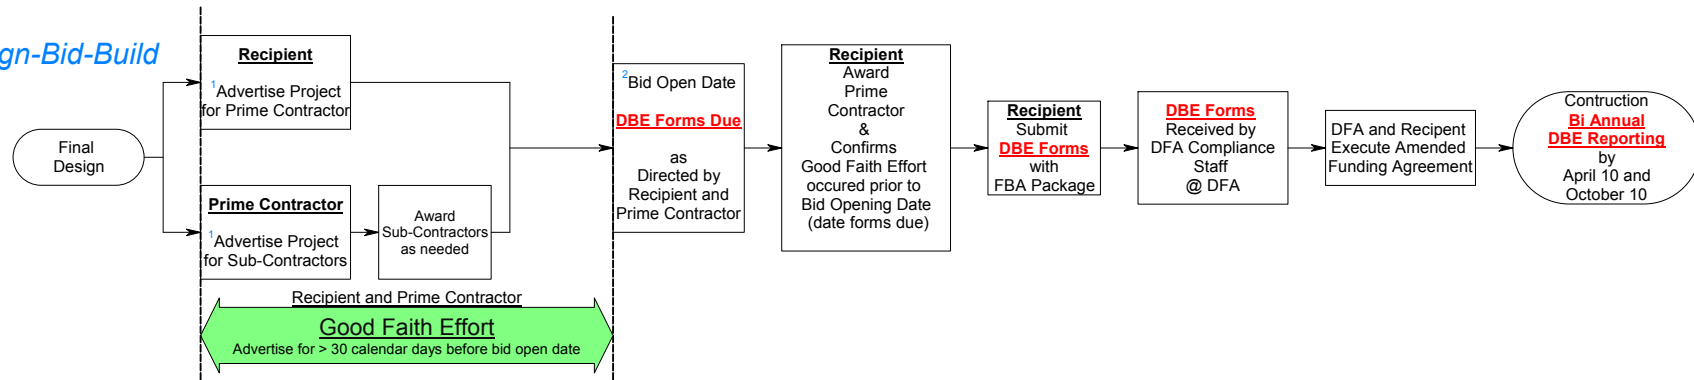 gn-Bid-Build
Final
Design
Recipient
1Advertise Project
for Prime Contractor
Prime Contractor
1Advertise Project
for Sub-Contractors
Award
Sub-Contractors
as needed
Recipient and Prime Contractor
Good Faith Effort
Advertise for > 30 calendar days before bid open date
2Bid Open Date
DBE Forms Due
as
Directed by
Recipient and
Prime Contractor
Recipient
Award
Prime
Contractor
&
Confirms
Good Faith Effort
occured prior to
Bid Opening Date
(date forms due)
Recipient
Submit
DBE Forms
with
FBA Package
DBE Forms
Received by
DFA Compliance
Staff
@ DFA
DFA and Recipent
Execute Amended
Funding Agreement
Contruction
Bi Annual
DBE Reporting
by
April 10 and
October 10